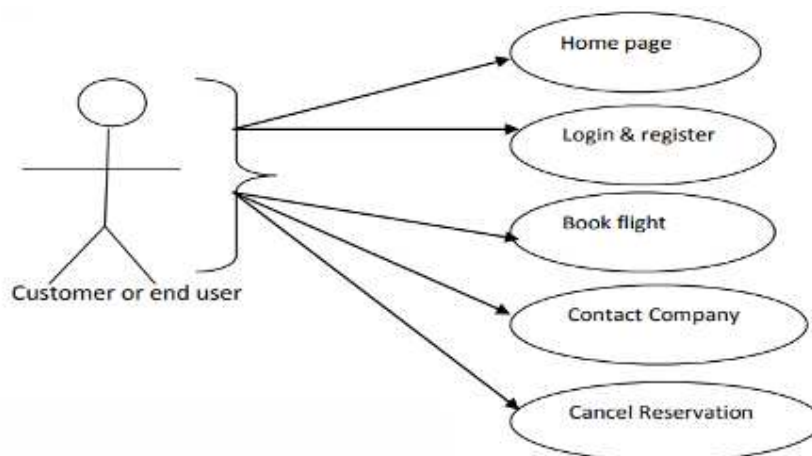 Home page
Login & register
Book flight
Contact Company
Cancel Reservation
Customer or end user